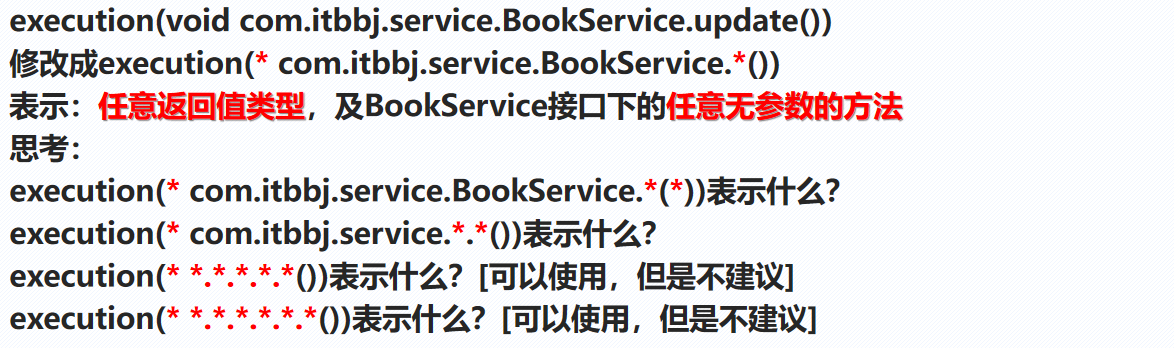 execution(void com.itbbj.service.BookService.update())
修改成execution(* com.itbbj.service.BookService.*())
表示：任意返回值类型，及BookService接口下的任意无参数的方法
思考：
execution(* com.itbbj.service.BookService.*(*))表示什么？
execution(* com.itbbj.service.*.*())表示什么？
execution(* *.*.*.*.*())表示什么？[可以使用，但是不建议]
execution(* *.*.*.*.*.*())表示什么？[可以使用，但是不建议]